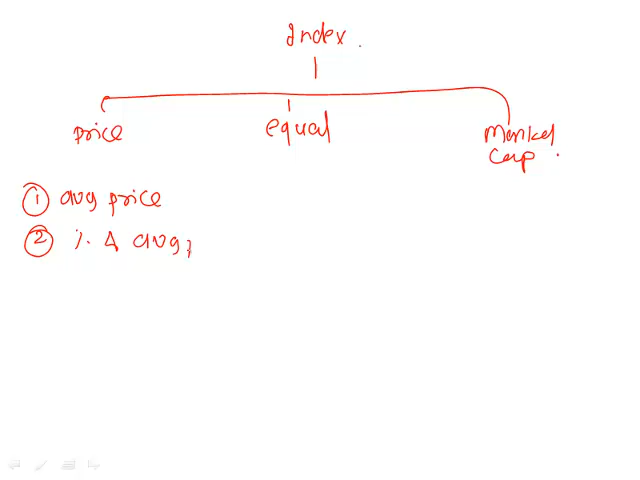 Index.
Price equal Market
Cap.
① avg price
② % Δ avg